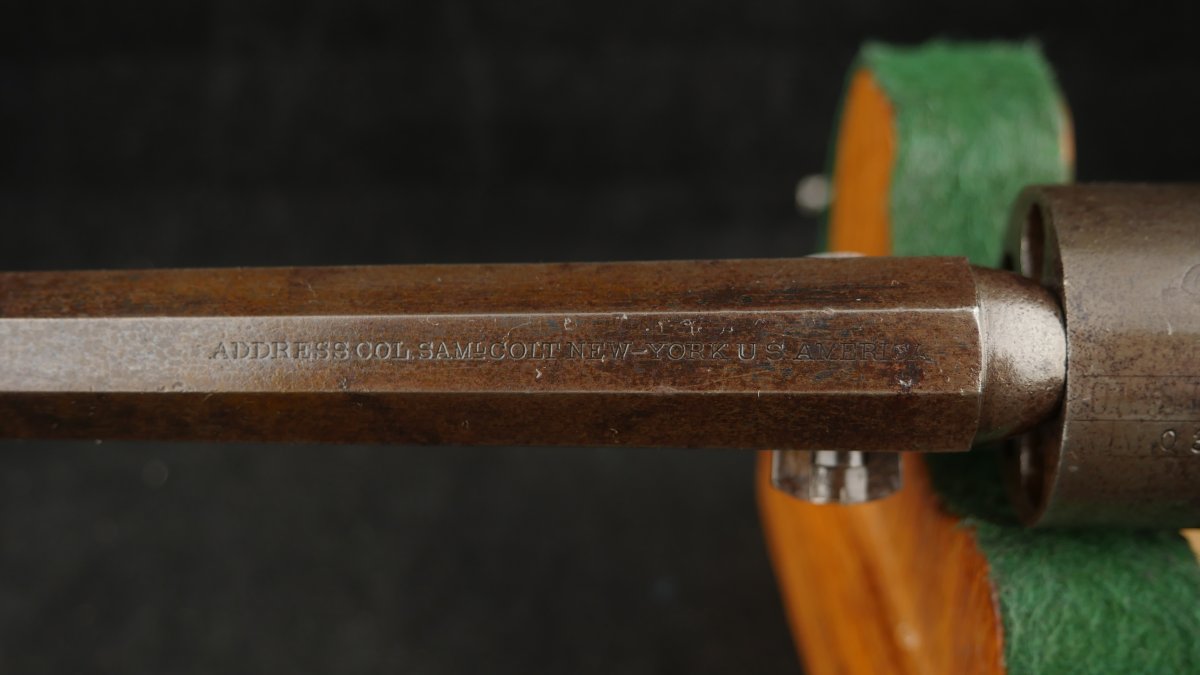 ADDRESS COL. SAMᴸ COLT NEW-YORK U.S. AMERICA